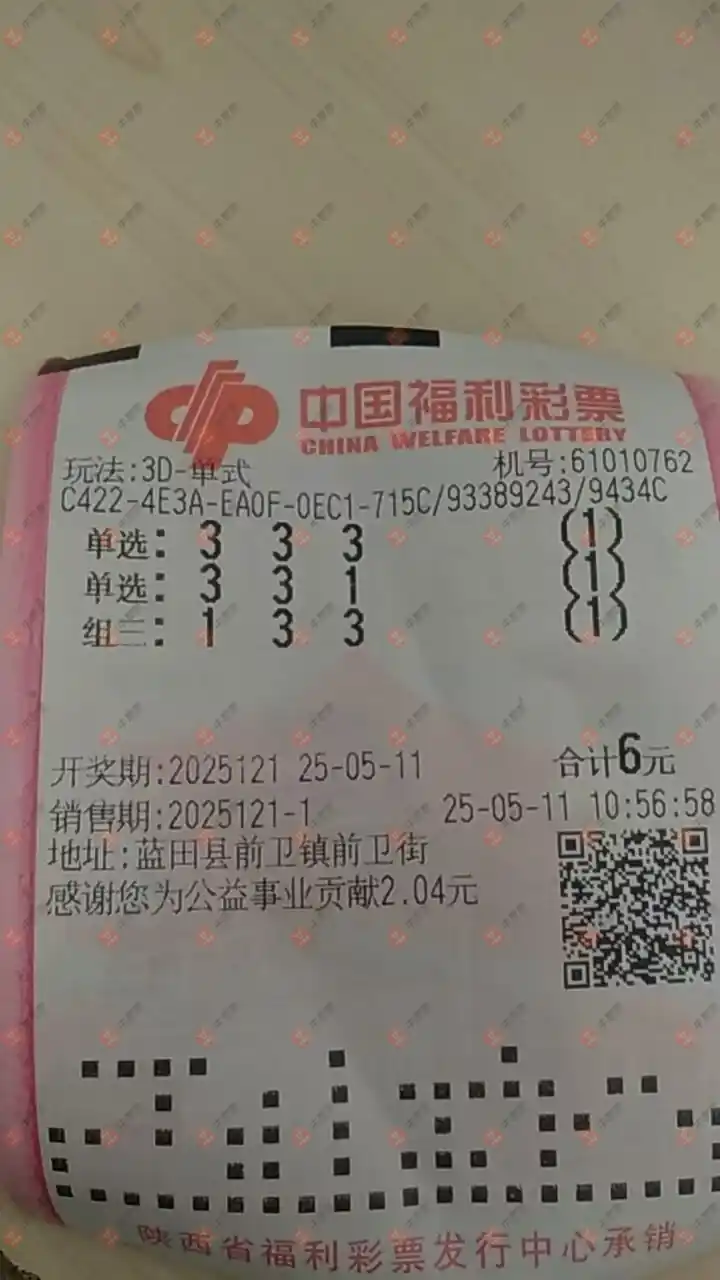 中国福利彩票
CHINA WELFARE LOTTERY
玩法:3D-单式 机号:61010762
C422-4E3A-EA0F-0EC1-715C/93389243/9434C
单选: 3 3 3 (1)
单选: 3 3 1 (1)
组三: 1 3 3 (1)
开奖期:2025121 25-05-11 合计6元
销售期:2025121-1 25-05-11 10:56:58
地址:蓝田县前卫镇前卫街
感谢您为公益事业贡献2.04元
陕西省福利彩票发行中心承销